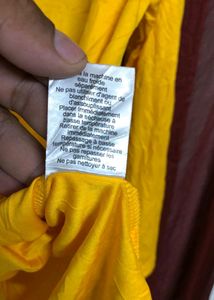 la machine en
eau froide
séparément
Ne pas utiliser d'agent de
blanchiment ou
d'assouplissant
Placer immédiatement
dans la sécheuse à
basse température
Retirer de la machine
immédiatement
Repassage à basse
température si nécessaire
Ne pas repasser les
garnitures
Ne pas nettoyer à sec